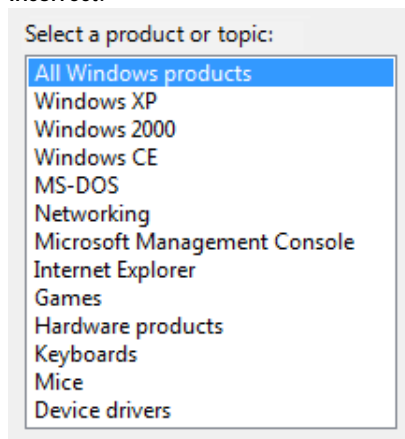 Incorrect:
Select a product or topic:
All Windows products
Windows XP
Windows 2000
Windows CE
MS-DOS
Networking
Microsoft Management Console
Internet Explorer
Games
Hardware products
Keyboards
Mice
Device drivers